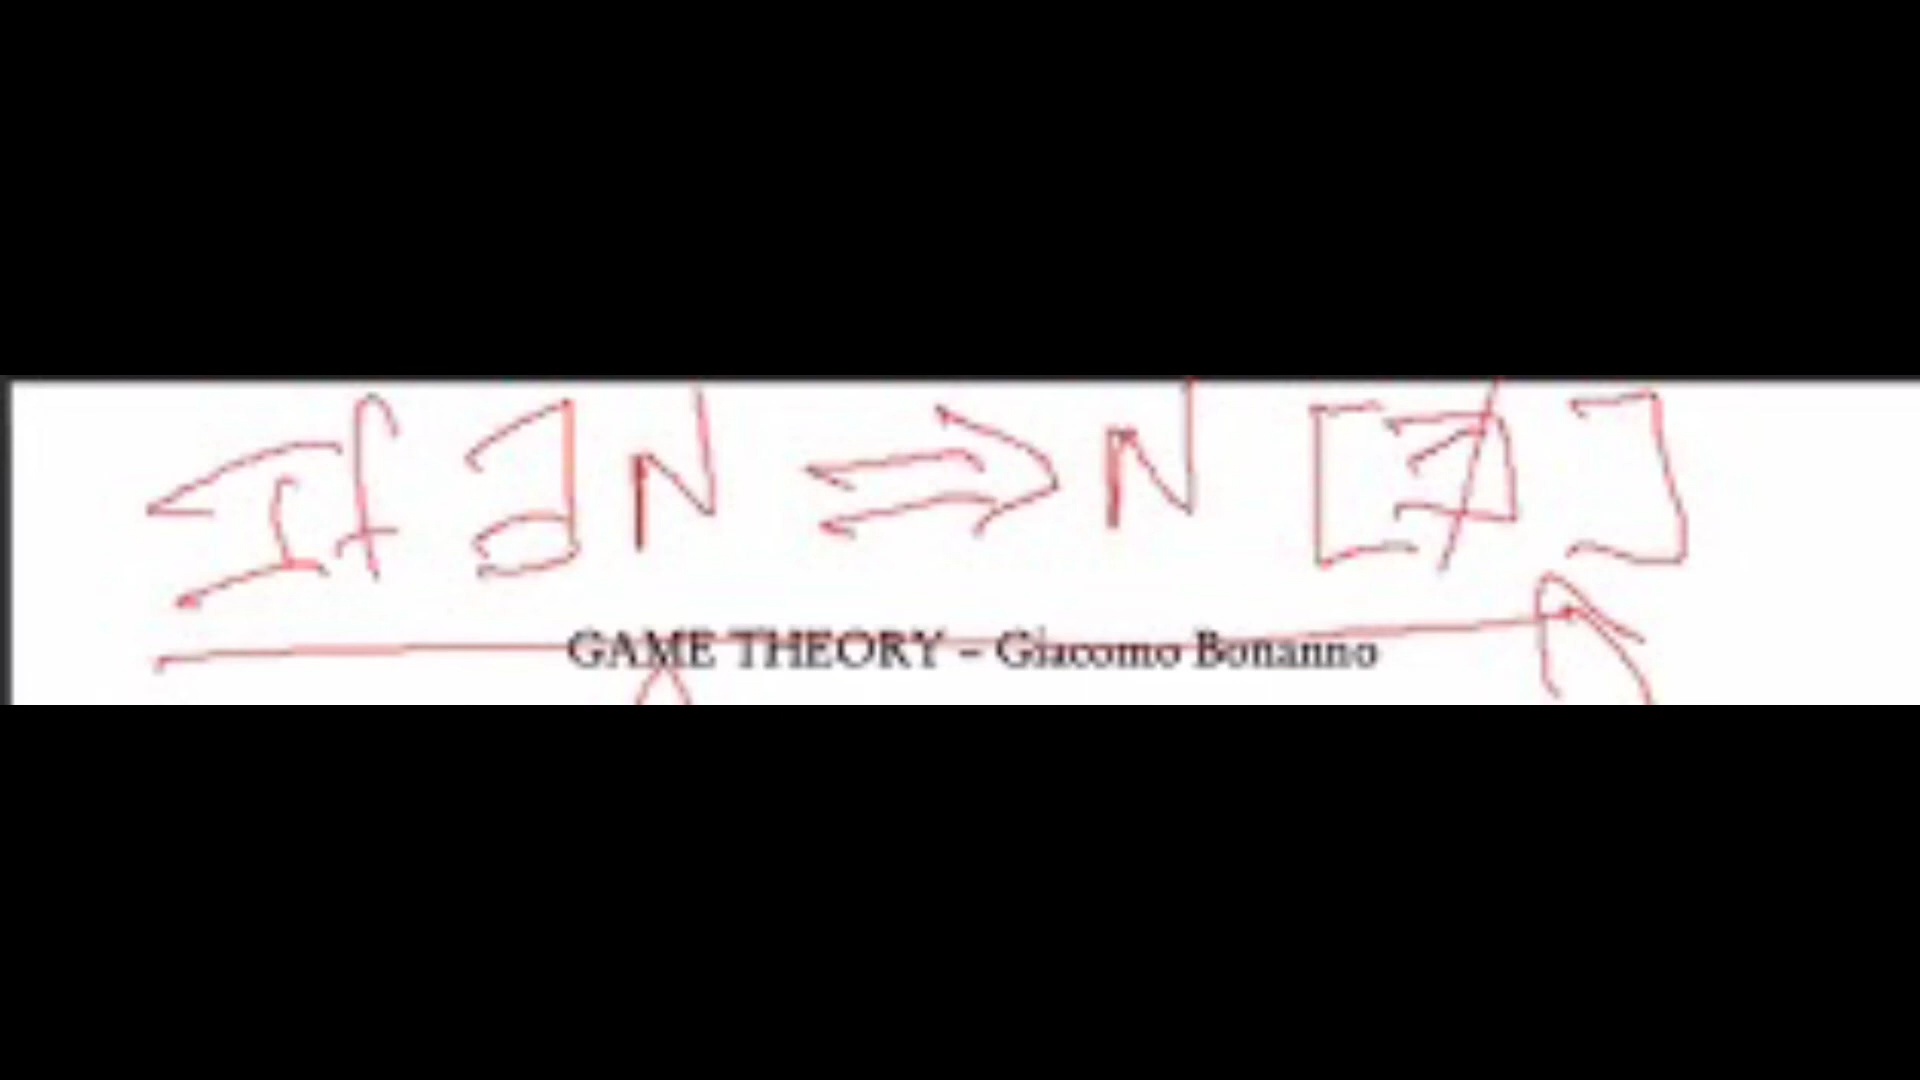 If ∃N ⇒ N [∄]
GAME THEORY – Giacomo Bonanno